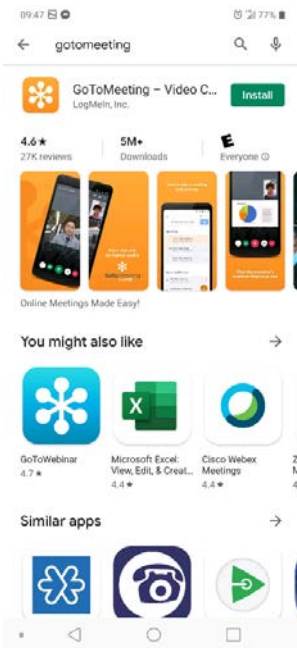 09:47
77%
gotomeeting
GoToMeeting – Video C...
LogMeIn, Inc.
Install
4.6★
5M+
E
27K reviews
Downloads
Everyone
GoToMeeting
Online Meetings Made Easy!
You might also like
X
GoToWebinar
Microsoft Excel:
View, Edit, & Creat...
Cisco Webex
Meetings
4.7 ★
4.4 ★
4.4 ★
Similar apps